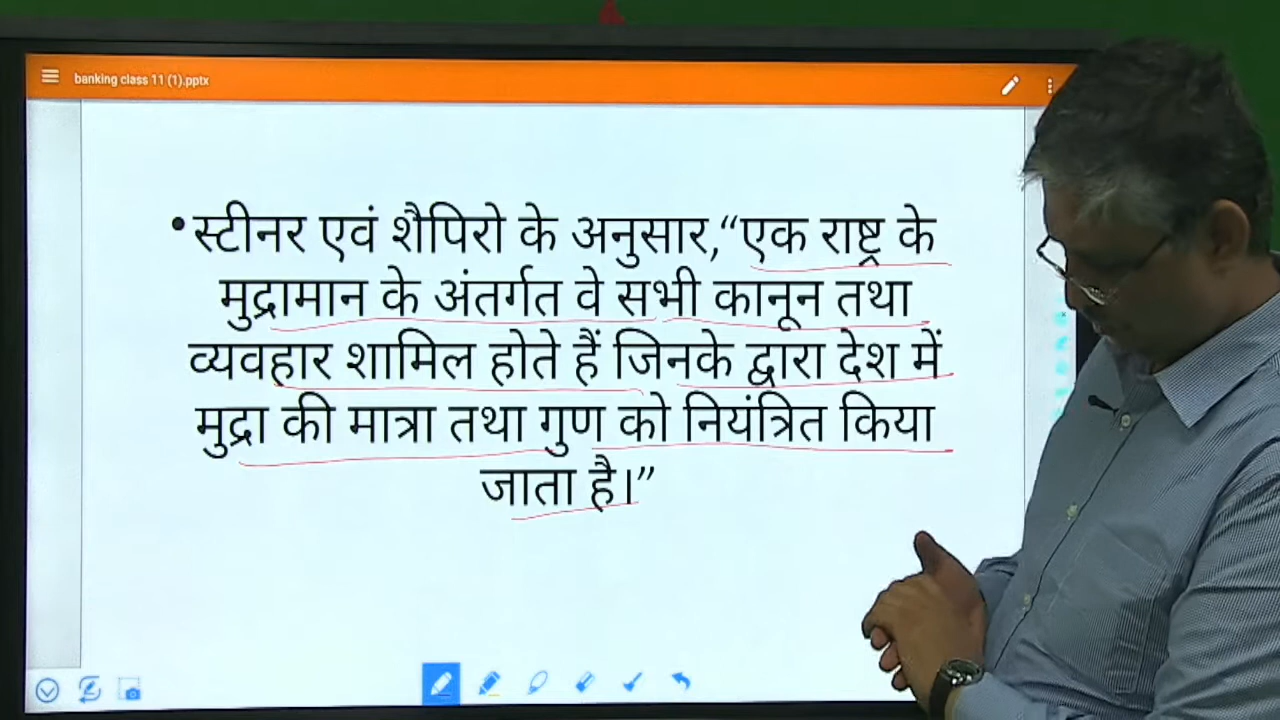 banking class 11 (1).pptx
•स्टीनर एवं शैपिरो के अनुसार,“एक राष्ट्र के
मुद्रामान के अंतर्गत वे सभी कानून तथा
व्यवहार शामिल होते हैं जिनके द्वारा देश में
मुद्रा की मात्रा तथा गुण को नियंत्रित किया
जाता है।”